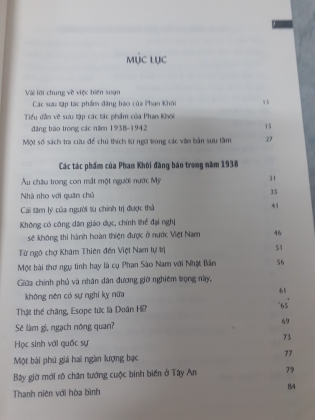 MỤC LỤC
Vài lời chung về việc biên soạn
Các sưu tập tác phẩm đăng báo của Phan Khôi 13
Tiểu dẫn về sưu tập các tác phẩm của Phan Khôi
đăng báo trong các năm 1938-1942 15
Một số sách tra cứu để chú thích từ ngữ trong các văn bản sưu tầm 27
Các tác phẩm của Phan Khôi đăng báo trong năm 1938
Âu châu trong con mắt một người nước Mỹ 31
Nhà nho với quân chủ 35
Cái tâm lý của người tù chính trị được thả 41
Không có công dân giáo dục, chính thể đại nghị
sẽ không thi hành hoàn thiện được ở nước Việt Nam 46
Từ ngõ chợ Khâm Thiên đến Việt Nam tự trị 51
Một bài thơ ngụ tình hay là cụ Phan Sào Nam với Nhật Bản 56
Giữa chính phủ và nhân dân đương giờ nghiêm trọng này,
không nên có sự nghi kỵ nữa 61
Thật thế chăng, Esope tức là Doãn Hỉ? 65
Sẽ làm gì, ngạch nông quan? 69
Học sinh với quốc sự 73
Một bài phú giá hai ngàn lượng bạc 77
Bây giờ mới rõ chân tướng cuộc binh biến ở Tây An 79
Thanh niên với hòa bình 84